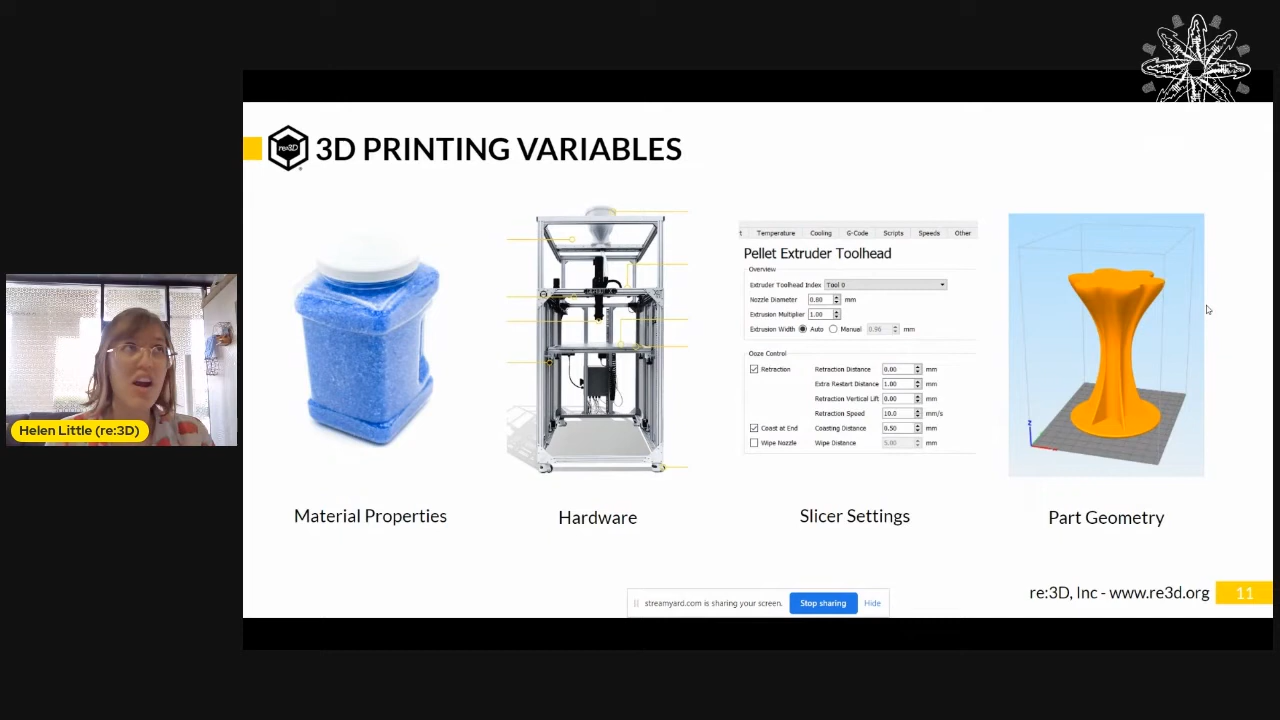 re:3D
3D PRINTING VARIABLES
Temperature Cooling G-Code Scripts Speeds Other
Pellet Extruder Toolhead
Overview
Extruder Toolhead Index Tool 0
Nozzle Diameter 0.80 mm
Extrusion Multiplier 1.00
Extrusion Width Auto Manual 0.96 mm
Ooze Control
Retraction Retraction Distance 0.00 mm
Extra Restart Distance 1.00 mm
Retraction Vertical Lift 0.00 mm
Retraction Speed 10.0 mm/s
Coast at End Coasting Distance 0.50 mm
Wipe Nozzle Wipe Distance 5.00 mm
z
Material Properties
Hardware
Slicer Settings
Part Geometry
Helen Little (re:3D)
re:3D, Inc - www.re3d.org 11
streamyard.com is sharing your screen. Stop sharing Hide